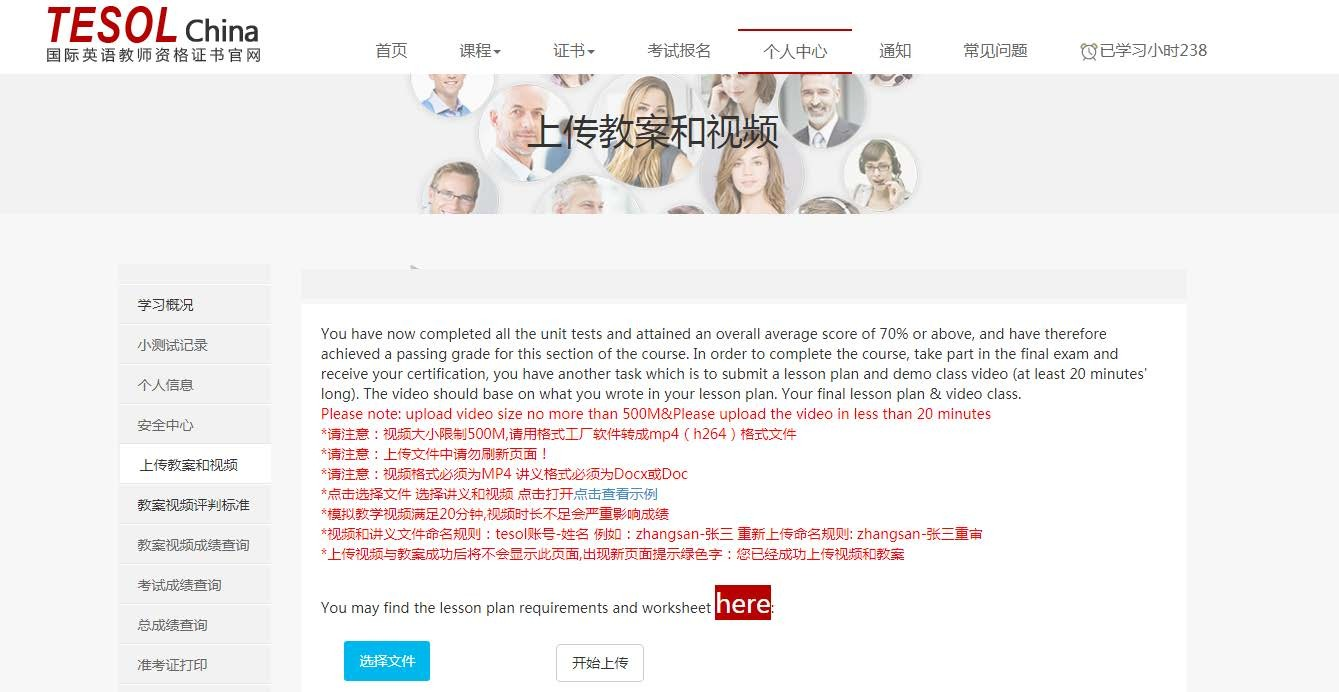 TESOL China
国际英语教师资格证书官网
首页 课程 证书 考试报名 个人中心 通知 常见问题 已学习小时238
上传教案和视频
学习概况
小测试记录
个人信息
安全中心
上传教案和视频
教案视频评判标准
教案视频成绩查询
考试成绩查询
总成绩查询
准考证打印
You have now completed all the unit tests and attained an overall average score of 70% or above, and have therefore
achieved a passing grade for this section of the course. In order to complete the course, take part in the final exam and
receive your certification, you have another task which is to submit a lesson plan and demo class video (at least 20 minutes'
long). The video should base on what you wrote in your lesson plan. Your final lesson plan & video class.
Please note: upload video size no more than 500M&Please upload the video in less than 20 minutes
*请注意：视频大小限制500M,请用格式工厂软件转成mp4（h264）格式文件
*请注意：上传文件中请勿刷新页面！
*请注意：视频格式必须为MP4 讲义格式必须为Docx或Doc
*点击选择文件 选择讲义和视频 点击打开点击查看示例
*模拟教学视频满足20分钟,视频时长不足会严重影响成绩
*视频和讲义文件命名规则：tesol账号-姓名 例如：zhangsan-张三 重新上传命名规则: zhangsan-张三重审
*上传视频与教案成功后将不会显示此页面,出现新页面提示绿色字：您已经成功上传视频和教案
You may find the lesson plan requirements and worksheet here:
选择文件 开始上传